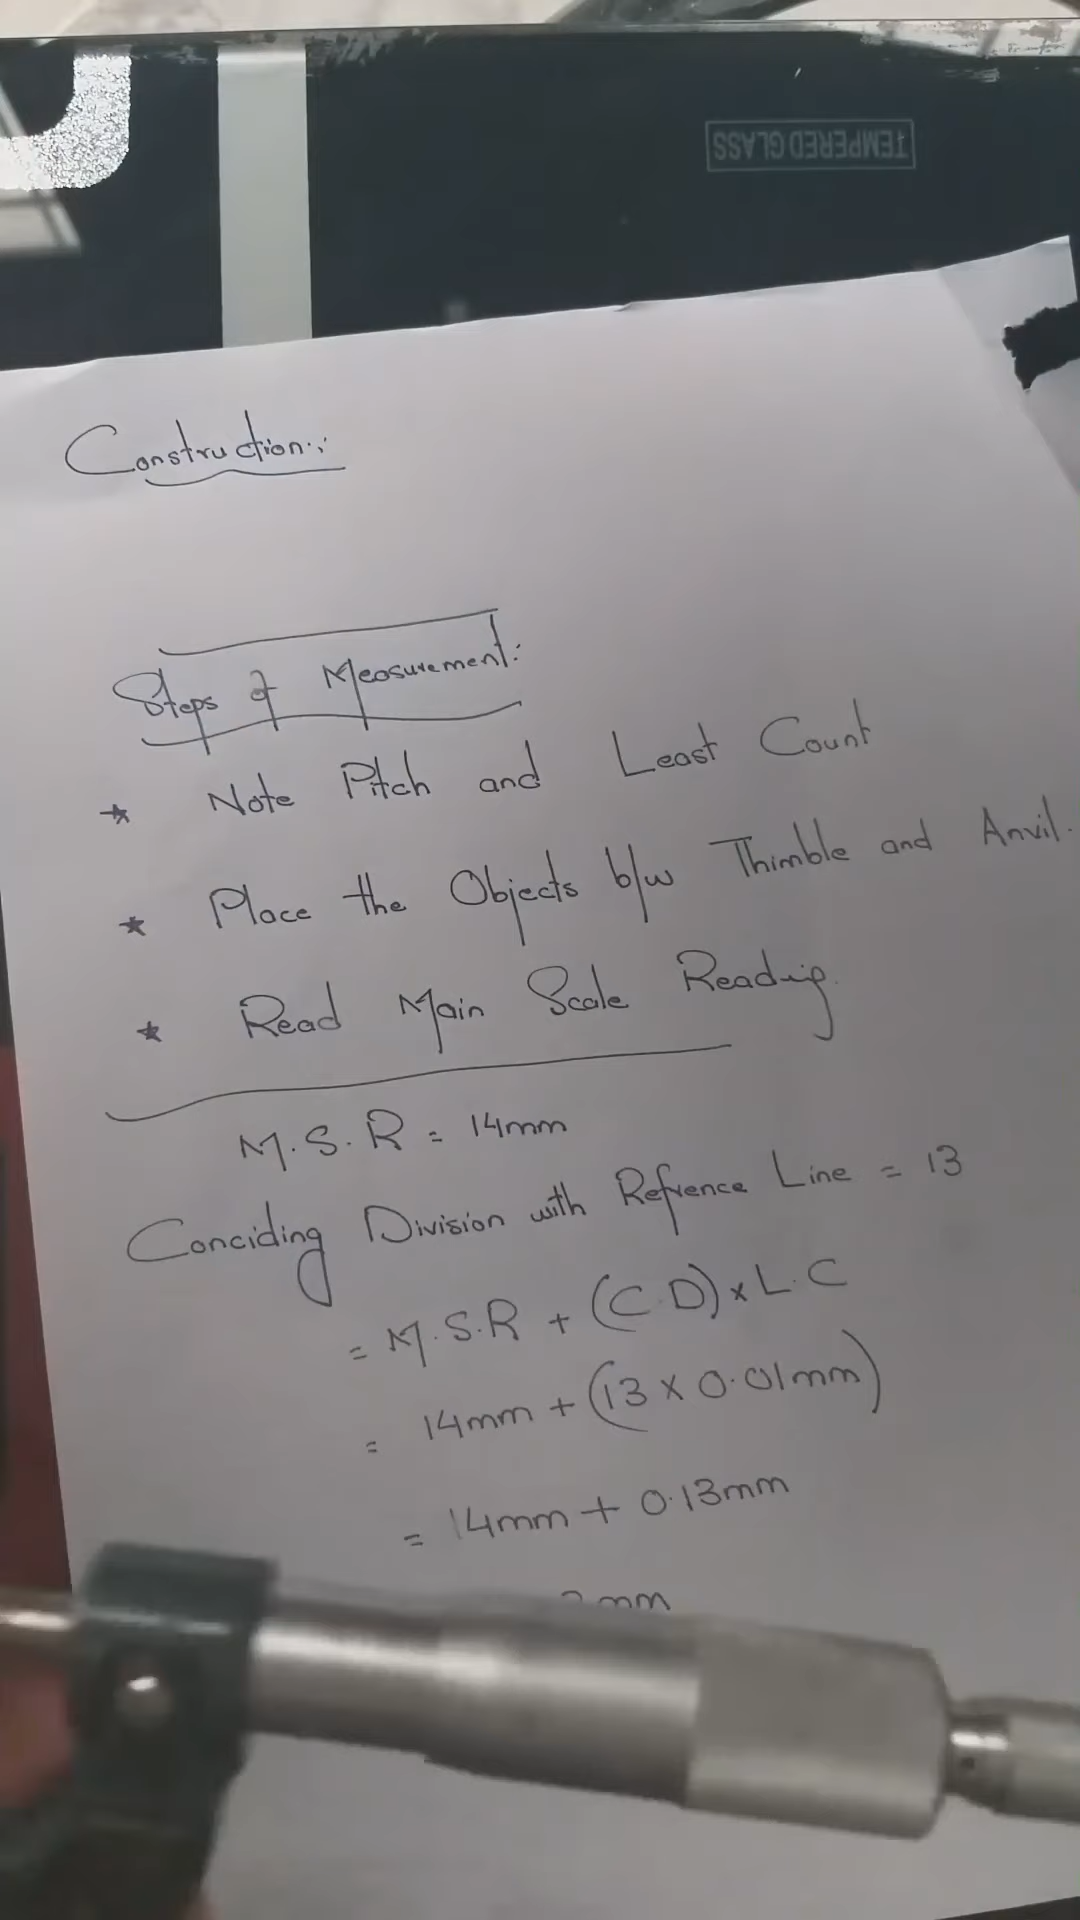 TEMPERED GLASS
Construction:
Steps of Measurement:
* Note Pitch and Least Count
* Place the Objects b/w Thimble and Anvil.
* Read Main Scale Reading.
M.S.R = 14mm
Conciding Division with Refrence Line = 13
= M.S.R + (C.D) x L.C
= 14mm + (13 x 0.01mm)
= 14mm + 0.13mm
mm